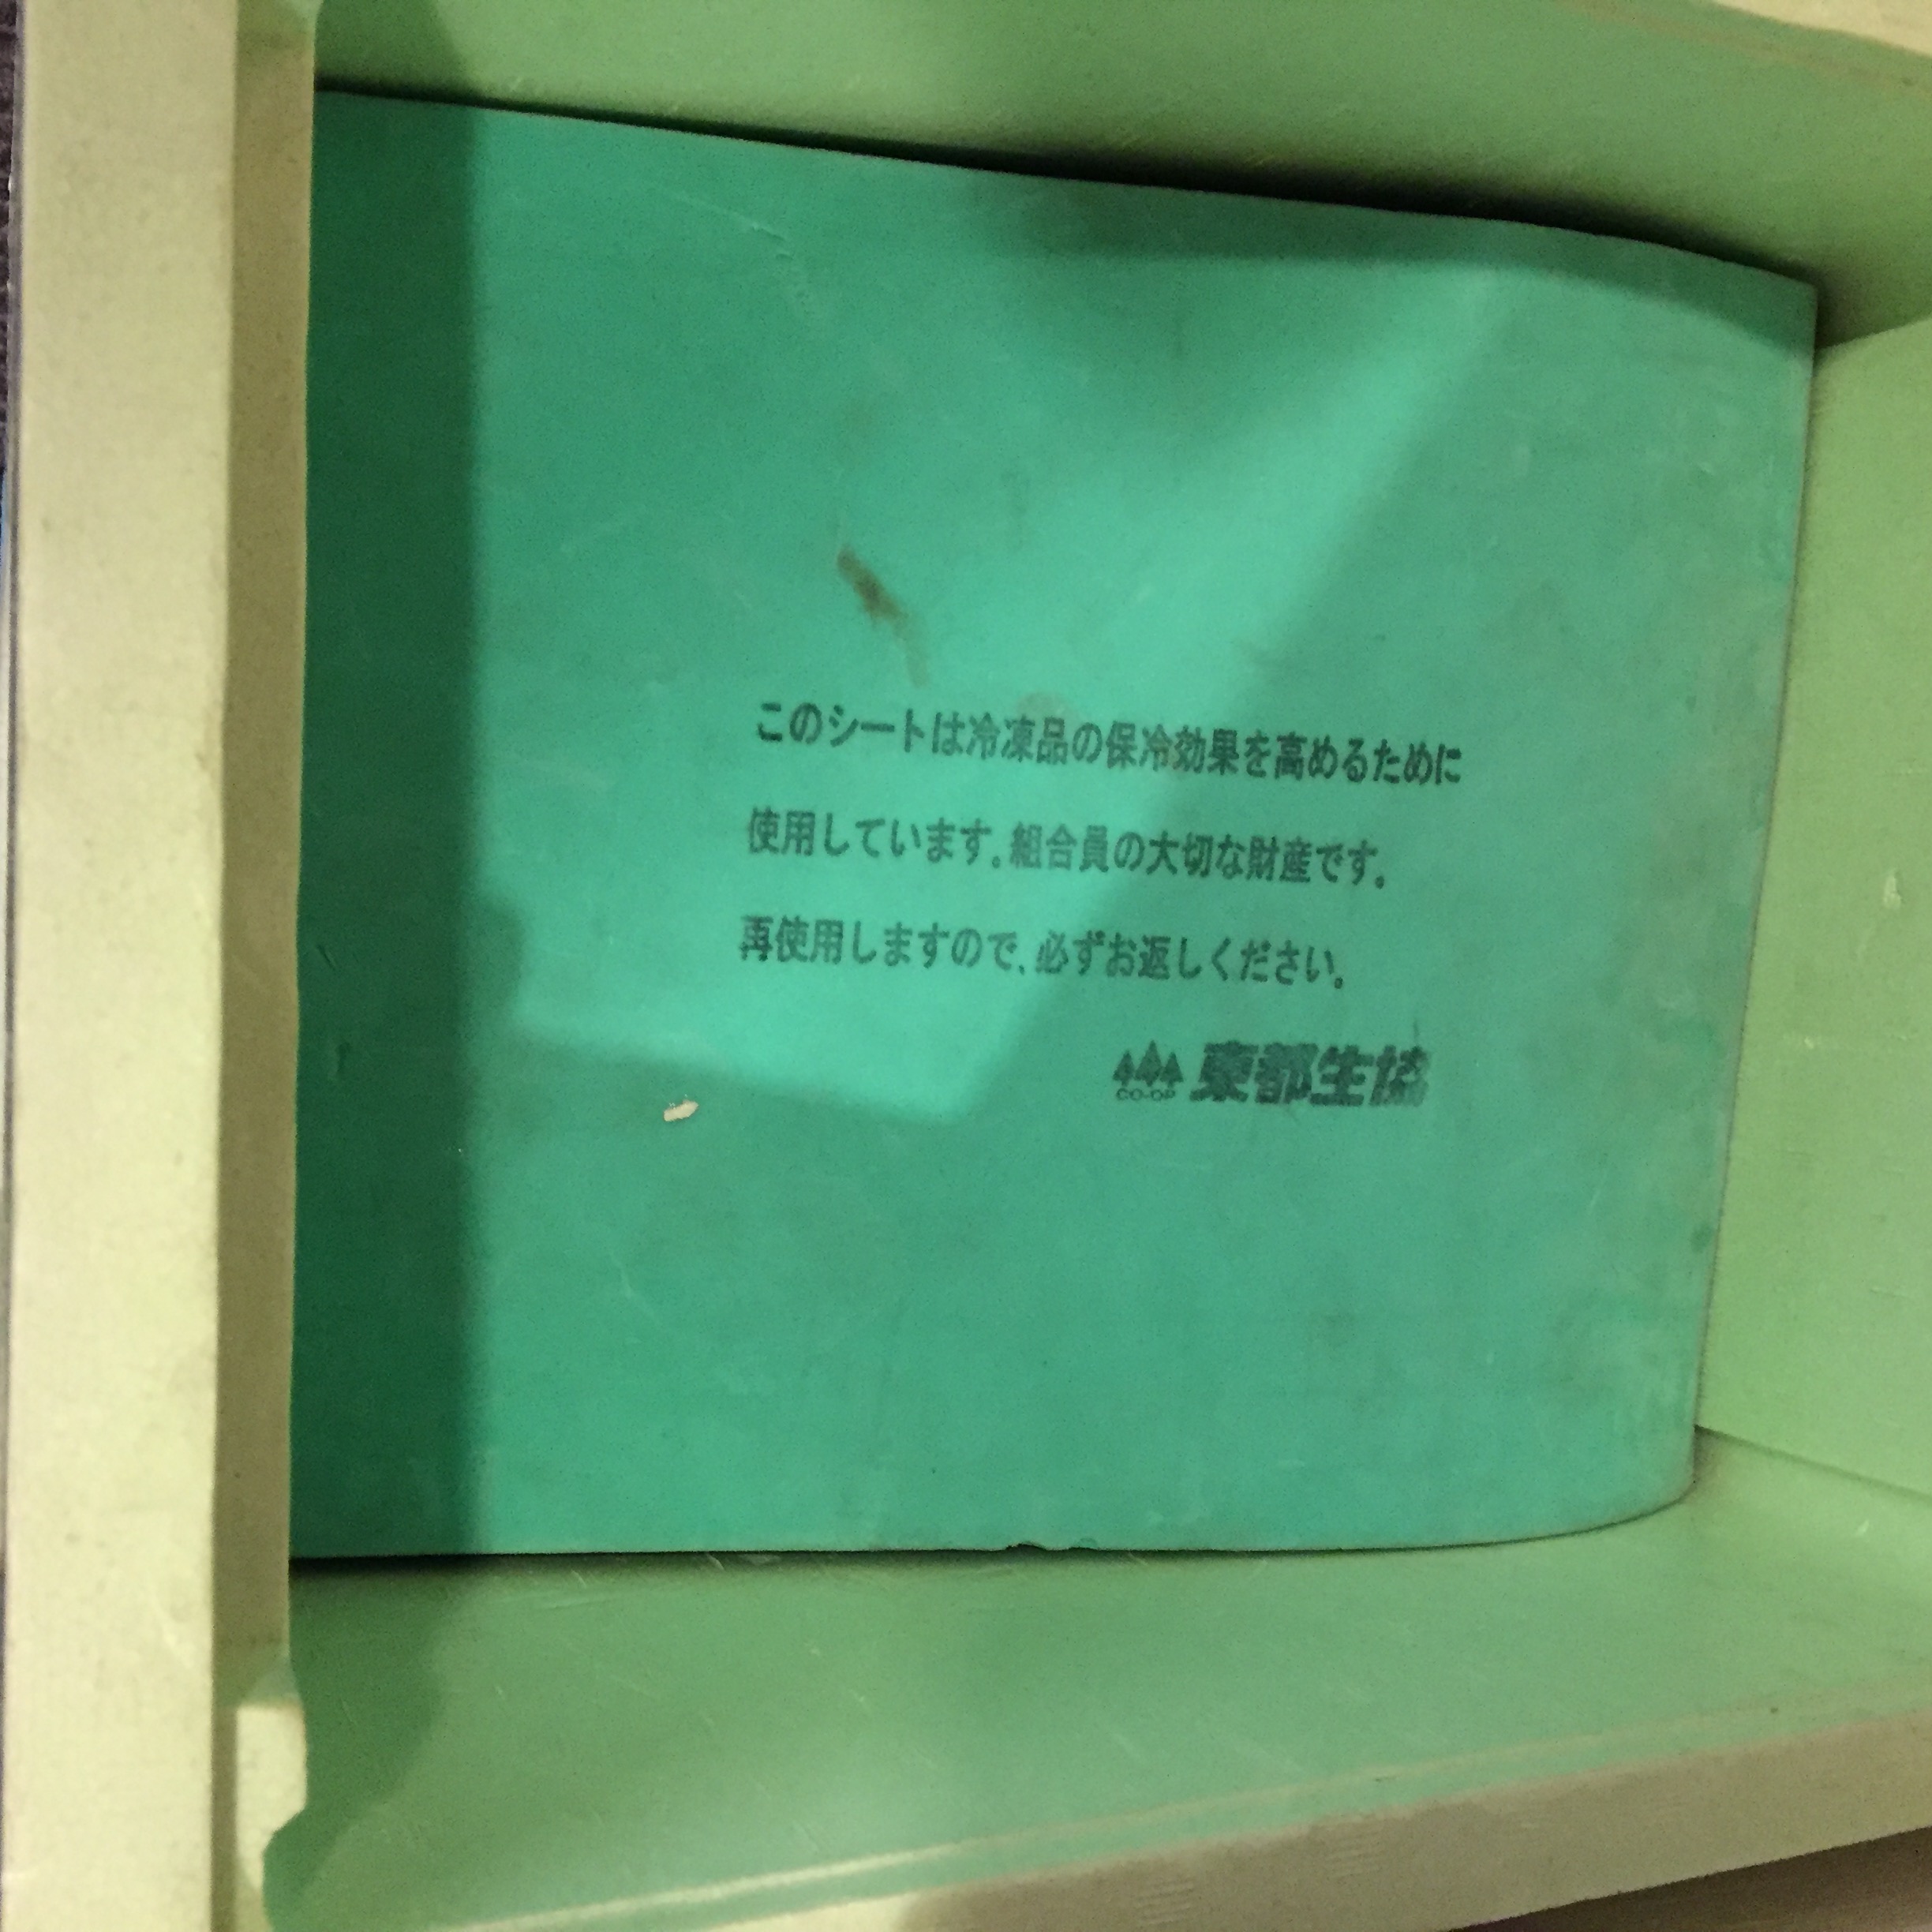 このシートは冷凍品の保冷効果を高めるために
使用しています。組合員の大切な財産です。
再使用しますので、必ずお返しください。
CO-OP 東都生協